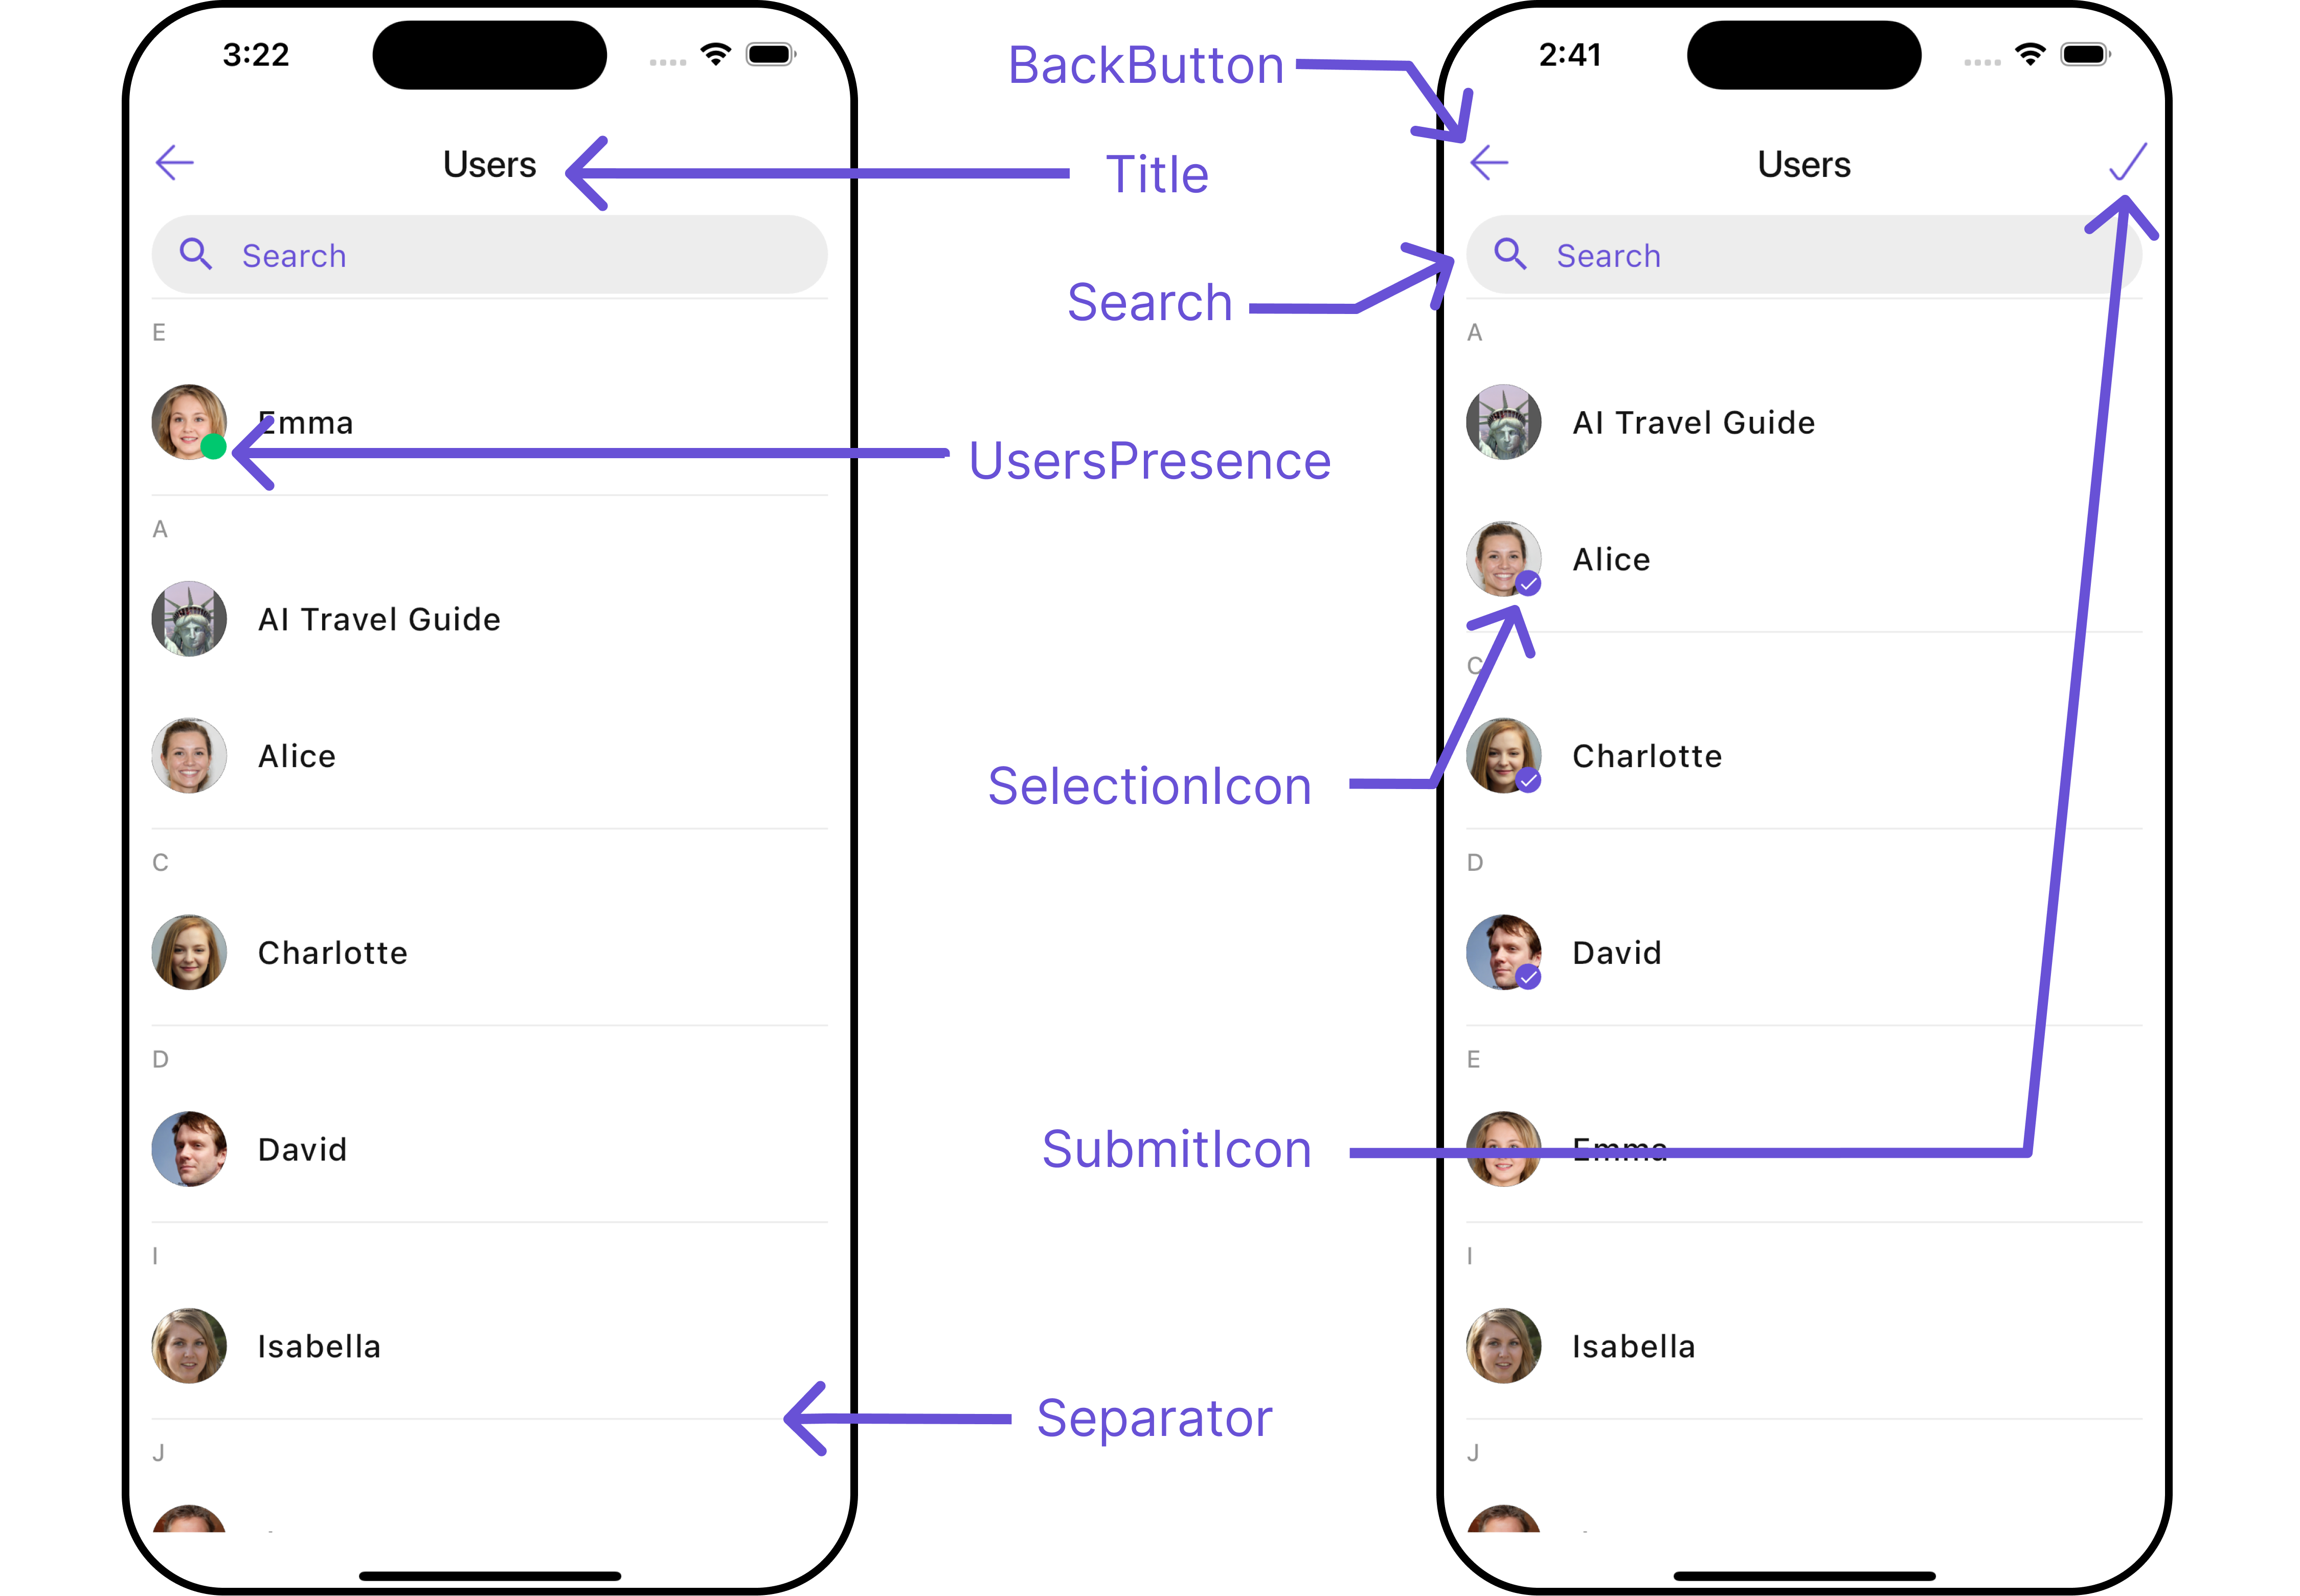 3:22
Users
Search
E
Emma
A
AI Travel Guide
Alice
C
Charlotte
D
David
I
Isabella
J
BackButton
Title
Search
UsersPresence
SelectionIcon
SubmitIcon
Separator
2:41
Users
Search
A
AI Travel Guide
Alice
C
Charlotte
D
David
E
Emma
I
Isabella
J